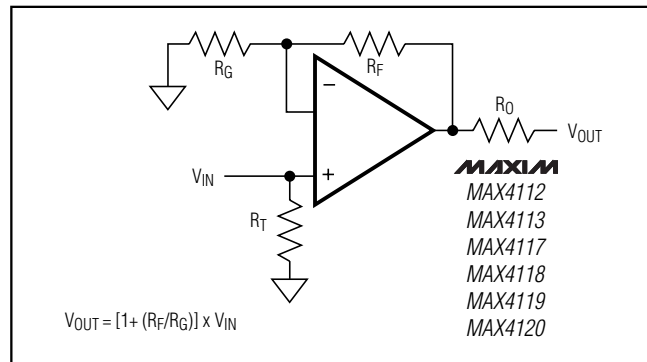 RG
RF
−
RO
VOUT
VIN
+
MAXIM
MAX4112
MAX4113
RT
MAX4117
MAX4118
MAX4119
MAX4120
VOUT = [1+ (RF/RG)] x VIN